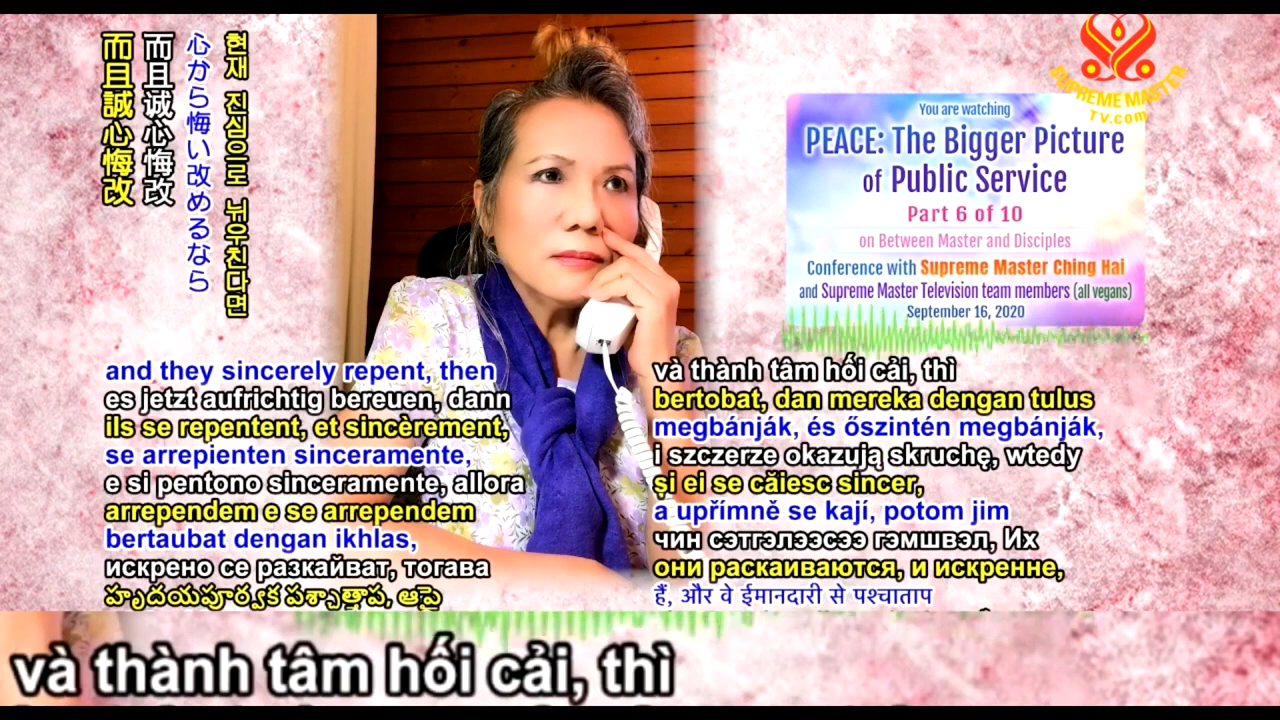 而且誠心悔改
而且诚心悔改
心から悔い改めるなら
현재 진심으로 뉘우친다면
SUPREME MASTER
TV.com
You are watching
PEACE: The Bigger Picture
of Public Service
Part 6 of 10
on Between Master and Disciples
Conference with Supreme Master Ching Hai
and Supreme Master Television team members (all vegans)
September 16, 2020
and they sincerely repent, then
es jetzt aufrichtig bereuen, dann
ils se repentent, et sincèrement,
se arrepienten sinceramente,
e si pentono sinceramente, allora
arrependem e se arrependem
bertaubat dengan ikhlas,
искрено се разкайват, тогава
హృదయపూర్వక పశ్చాత్తాప, ఆపై
và thành tâm hối cải, thì
bertobat, dan mereka dengan tulus
megbánják, és őszintén megbánják,
i szczerze okazują skruchę, wtedy
și ei se căiesc sincer,
a upřímně se kají, potom jim
чин сэтгэлээсээ гэмшвэл, Их
они раскаиваются, и искренне,
हैं, और वे ईमानदारी से पश्चाताप
và thành tâm hối cải, thì